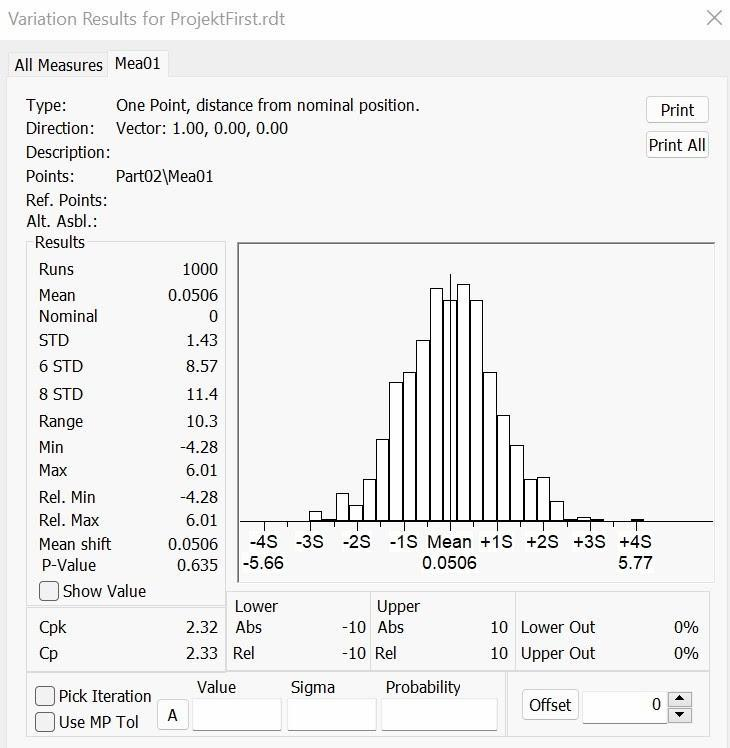 Variation Results for ProjektFirst.rdt
All Measures Mea01
Type: One Point, distance from nominal position.
Direction: Vector: 1.00, 0.00, 0.00
Description:
Points: Part02\Mea01
Ref. Points:
Alt. Asbl.:
Print
Print All
Results
Runs 1000
Mean 0.0506
Nominal 0
STD 1.43
6 STD 8.57
8 STD 11.4
Range 10.3
Min -4.28
Max 6.01
Rel. Min -4.28
Rel. Max 6.01
Mean shift 0.0506
P-Value 0.635
Show Value
-4S -3S -2S -1S Mean +1S +2S +3S +4S
-5.66 0.0506 5.77
Cpk 2.32
Cp 2.33
Lower
Abs -10
Rel -10
Upper
Abs 10
Rel 10
Lower Out 0%
Upper Out 0%
Pick Iteration
Use MP Tol
A
Value Sigma Probability
Offset 0